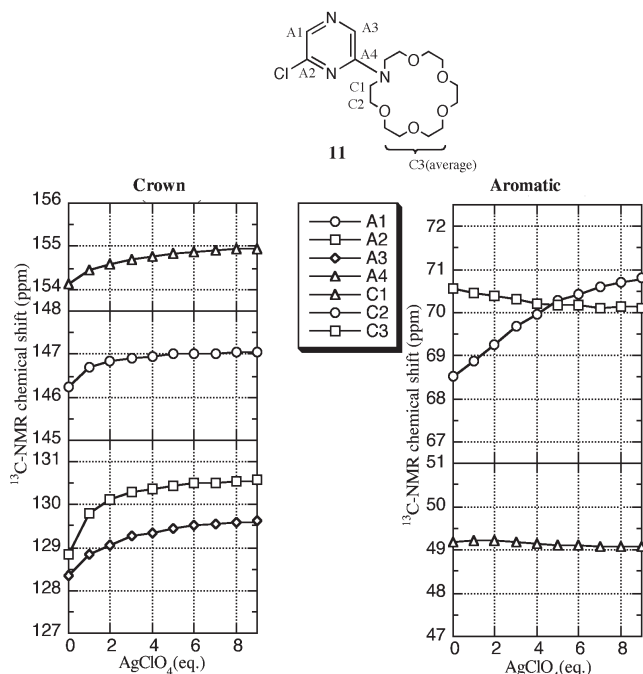 N
A1
A3
A4
Cl
A2
N
N
C1
C2
O
O
O
O
O
11
C3(average)
Crown
Aromatic
156
155
154
148
147
146
145
131
130
129
128
127
13C-NMR chemical shift (ppm)
0 2 4 6 8
AgClO4(eq.)
A1
A2
A3
A4
C1
C2
C3
72
71
70
69
68
67
51
50
49
48
47
13C-NMR chemical shift (ppm)
0 2 4 6 8
AgClO4(eq.)